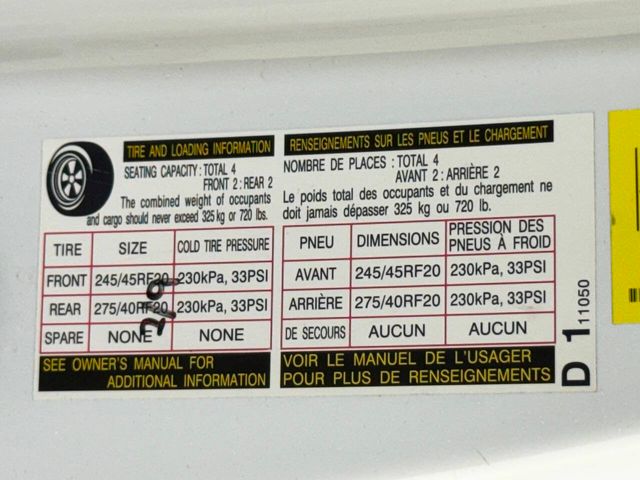 TIRE AND LOADING INFORMATION
SEATING CAPACITY : TOTAL 4
FRONT 2 : REAR 2
The combined weight of occupants
and cargo should never exceed 325 kg or 720 lbs.
TIRE SIZE COLD TIRE PRESSURE
FRONT 245/45RF20 230kPa, 33PSI
REAR 275/40RF20 230kPa, 33PSI
SPARE NONE NONE
SEE OWNER'S MANUAL FOR
ADDITIONAL INFORMATION
RENSEIGNEMENTS SUR LES PNEUS ET LE CHARGEMENT
NOMBRE DE PLACES : TOTAL 4
AVANT 2 : ARRIÈRE 2
Le poids total des occupants et du chargement ne
doit jamais dépasser 325 kg ou 720 lb.
PNEU DIMENSIONS PRESSION DES
PNEUS À FROID
AVANT 245/45RF20 230kPa, 33PSI
ARRIÈRE 275/40RF20 230kPa, 33PSI
DE SECOURS AUCUN AUCUN
VOIR LE MANUEL DE L'USAGER
POUR PLUS DE RENSEIGNEMENTS
D 1 11050